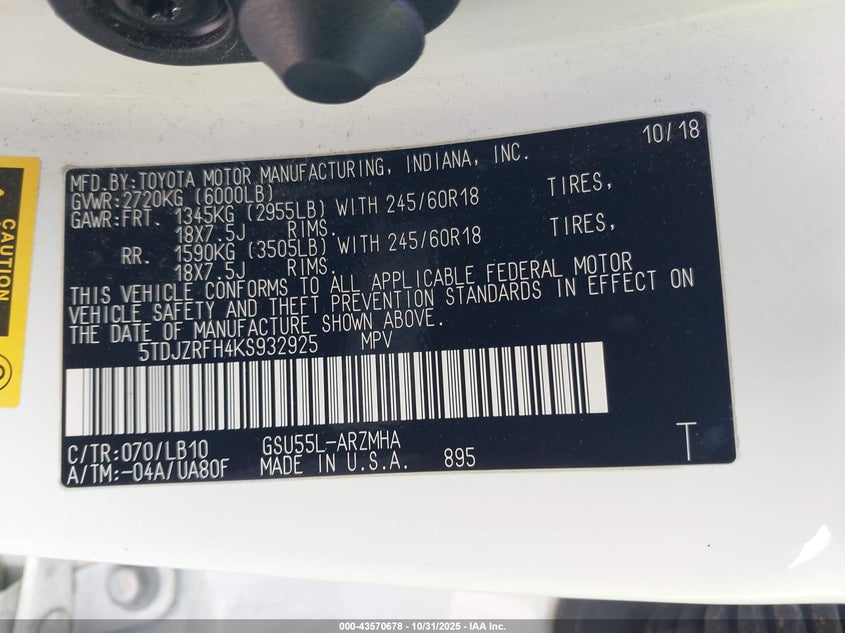 10/18
MFD.BY:TOYOTA MOTOR MANUFACTURING, INDIANA, INC.
GVWR:2720KG (6000LB)
GAWR:FRT. 1345KG (2955LB) WITH 245/60R18 TIRES,
18X7.5J RIMS.
RR. 1590KG (3505LB) WITH 245/60R18 TIRES,
18X7.5J RIMS.
THIS VEHICLE CONFORMS TO ALL APPLICABLE FEDERAL MOTOR
VEHICLE SAFETY AND THEFT PREVENTION STANDARDS IN EFFECT ON
THE DATE OF MANUFACTURE SHOWN ABOVE.
5TDJZRFH4KS932925 MPV
C/TR:070/LB10 GSU55L-ARZMHA T
A/TM:-04A/UA80F MADE IN U.S.A. 895
CAUTION
000-43570678 - 10/31/2025 - IAA Inc.